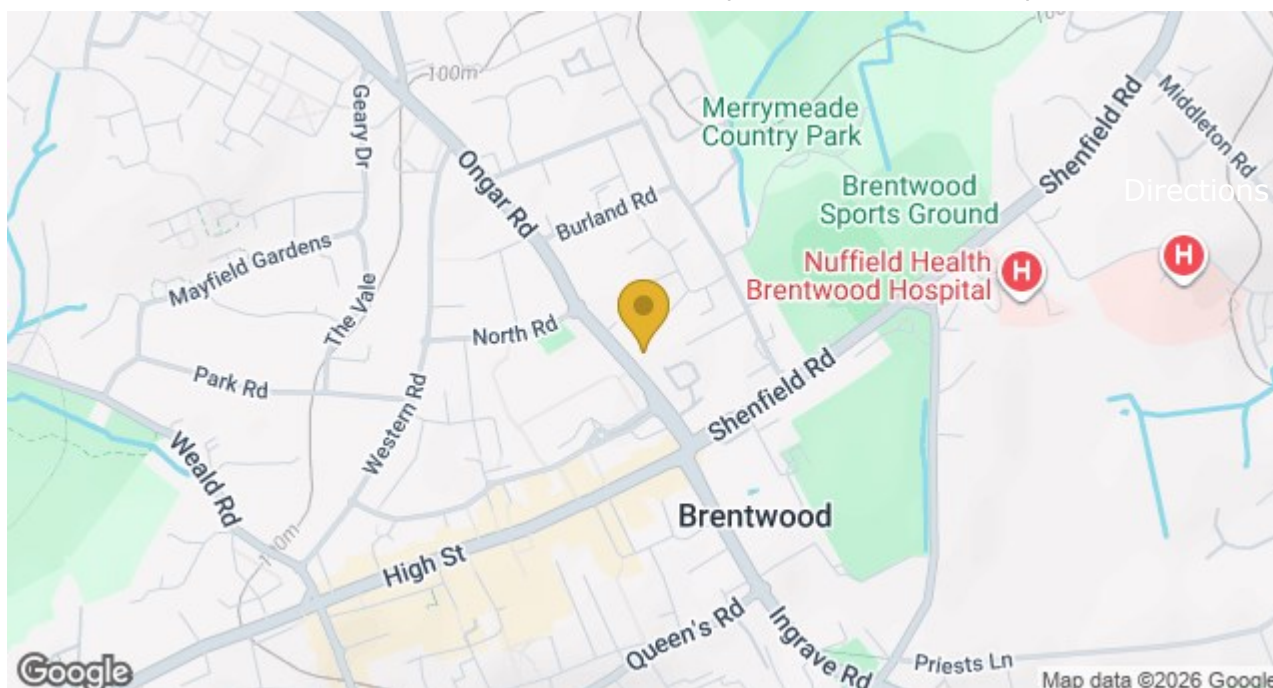 100m
100m
Geary Dr
Ongar Rd
Burland Rd
Merrymeade
Country Park
Shenfield Rd
Middleton Rd
Directions
Brentwood
Sports Ground
Nuffield Health
Brentwood Hospital
H
H
Mayfield Gardens
The Vale
North Rd
Park Rd
Western Rd
Shenfield Rd
Weald Rd
100m
High St
Brentwood
Queen's Rd
Ingrave Rd
Priests Ln
Google
Map data ©2026 Google